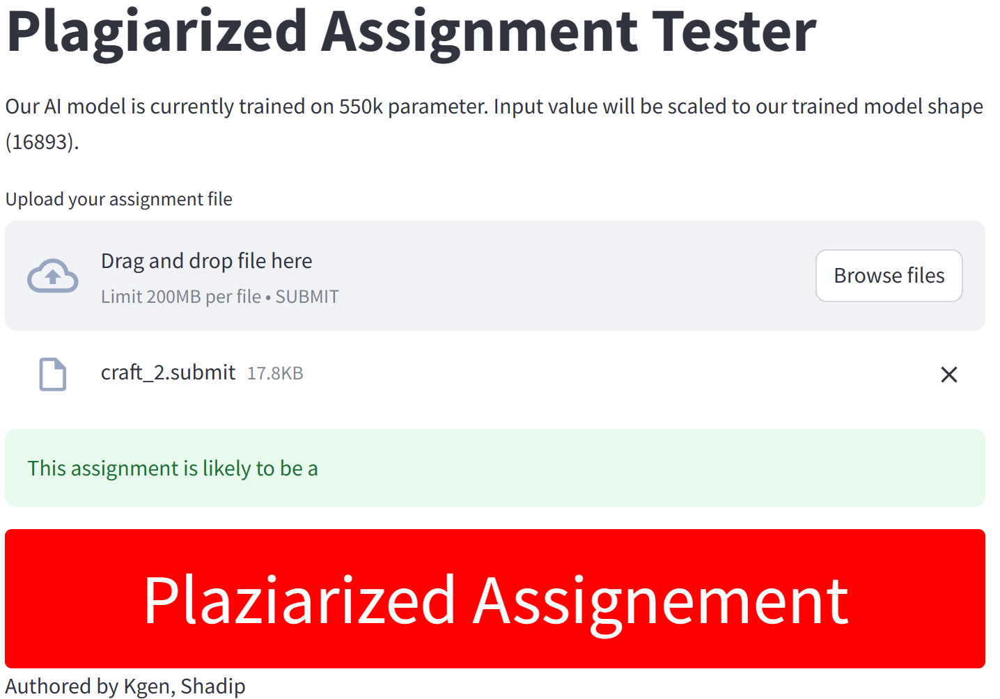 Plagiarized Assignment Tester
Our AI model is currently trained on 550k parameter. Input value will be scaled to our trained model shape
(16893).
Upload your assignment file
Drag and drop file here
Limit 200MB per file • SUBMIT
Browse files
craft_2.submit 17.8KB
This assignment is likely to be a
Plaziarized Assignement
Authored by Kgen, Shadip